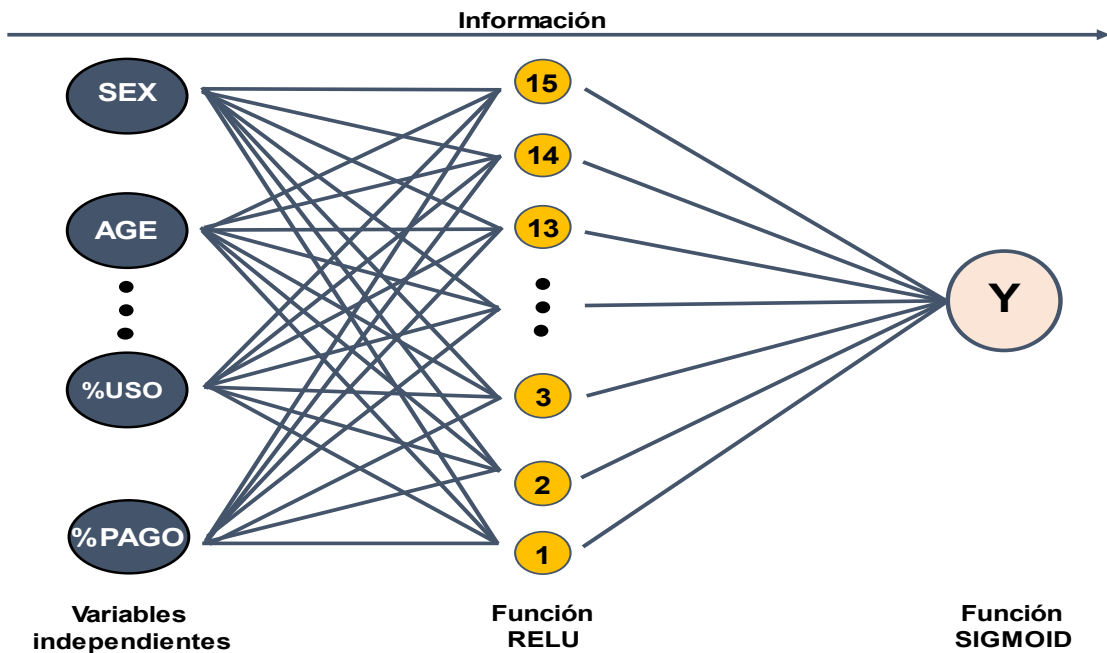 Información
SEX
AGE
%USO
%PAGO
15
14
13
3
2
1
Y
Variables
independientes
Función
RELU
Función
SIGMOID